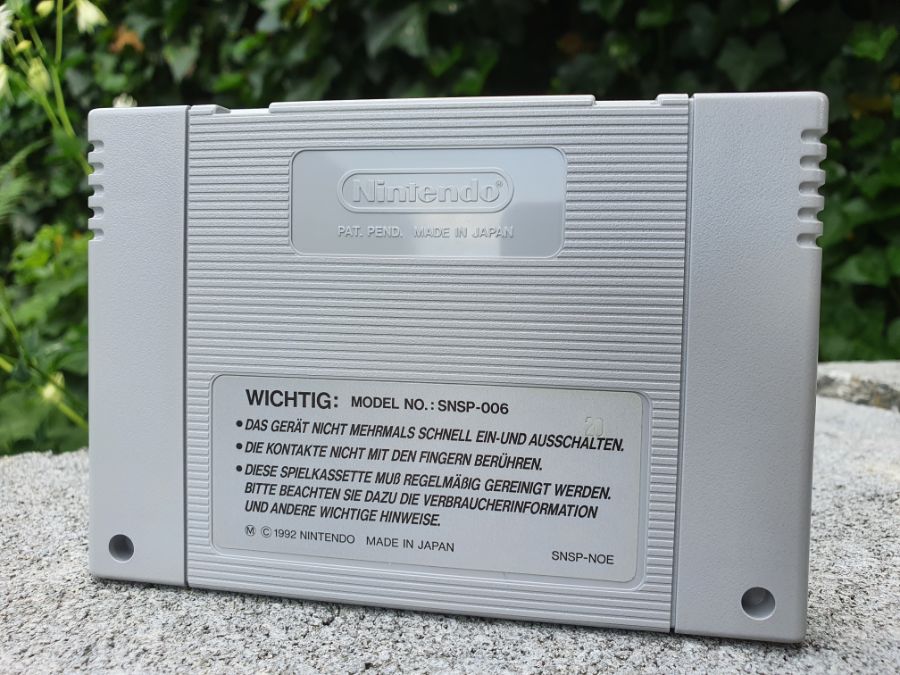 Nintendo®
PAT. PEND. MADE IN JAPAN
WICHTIG: MODEL NO.: SNSP-006
20
• DAS GERÄT NICHT MEHRMALS SCHNELL EIN-UND AUSSCHALTEN.
• DIE KONTAKTE NICHT MIT DEN FINGERN BERÜHREN.
• DIESE SPIELKASSETTE MUß REGELMÄßIG GEREINIGT WERDEN.
BITTE BEACHTEN SIE DAZU DIE VERBRAUCHERINFORMATION
UND ANDERE WICHTIGE HINWEISE.
Ⓜ © 1992 NINTENDO MADE IN JAPAN
SNSP-NOE